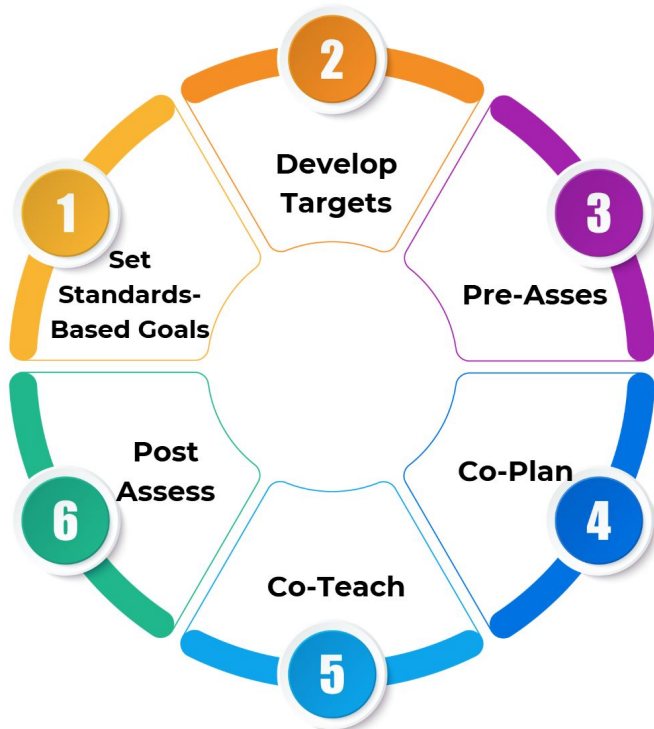 1
Set
Standards-
Based Goals
2
Develop
Targets
3
Pre-Asses
4
Co-Plan
5
Co-Teach
6
Post
Assess